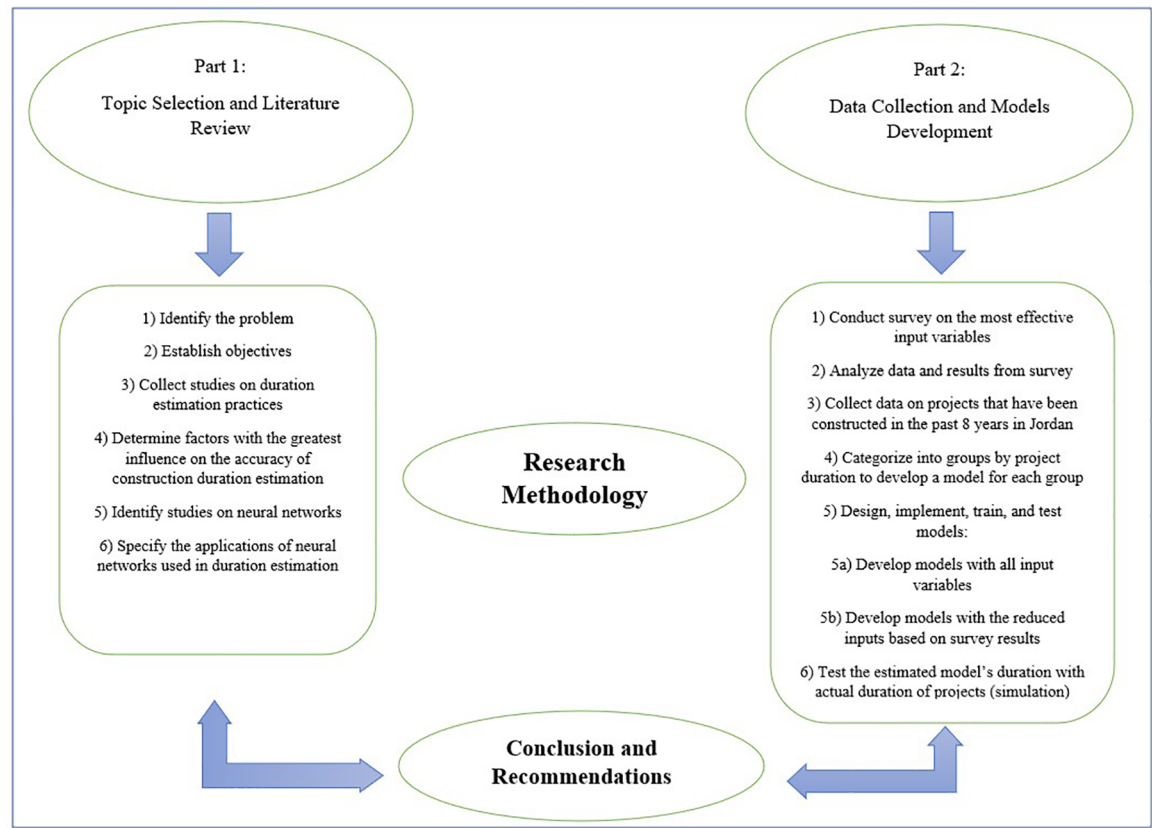 Part 1:
Topic Selection and Literature
Review
1) Identify the problem
2) Establish objectives
3) Collect studies on duration
estimation practices
4) Determine factors with the greatest
influence on the accuracy of
construction duration estimation
5) Identify studies on neural networks
6) Specify the applications of neural
networks used in duration estimation
Research
Methodology
Part 2:
Data Collection and Models
Development
1) Conduct survey on the most effective
input variables
2) Analyze data and results from survey
3) Collect data on projects that have been
constructed in the past 8 years in Jordan
4) Categorize into groups by project
duration to develop a model for each group
5) Design, implement, train, and test
models:
5a) Develop models with all input
variables
5b) Develop models with the reduced
inputs based on survey results
6) Test the estimated model’s duration with
actual duration of projects (simulation)
Conclusion and
Recommendations